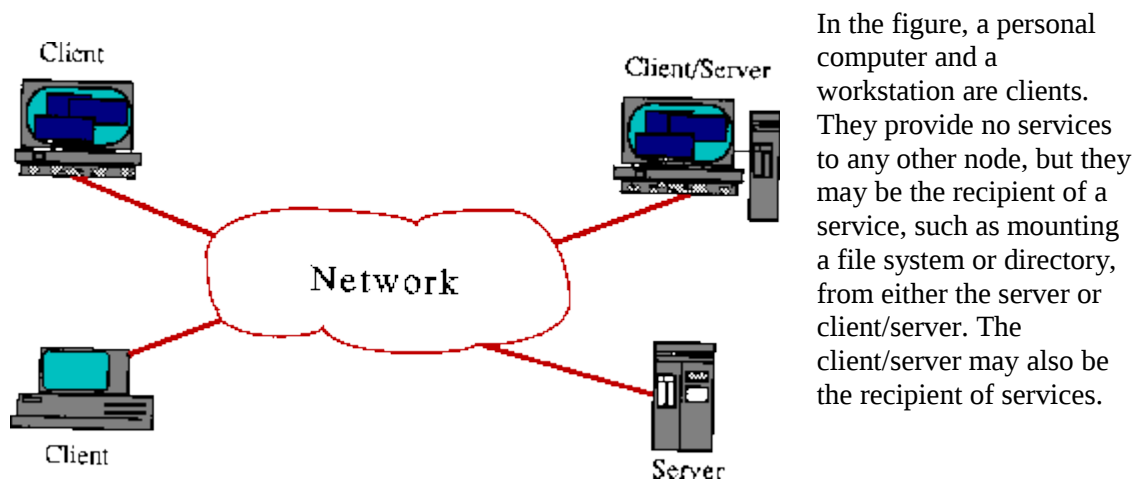 Client
Client/Server
Network
Client
Server
In the figure, a personal
computer and a
workstation are clients.
They provide no services
to any other node, but they
may be the recipient of a
service, such as mounting
a file system or directory,
from either the server or
client/server. The
client/server may also be
the recipient of services.